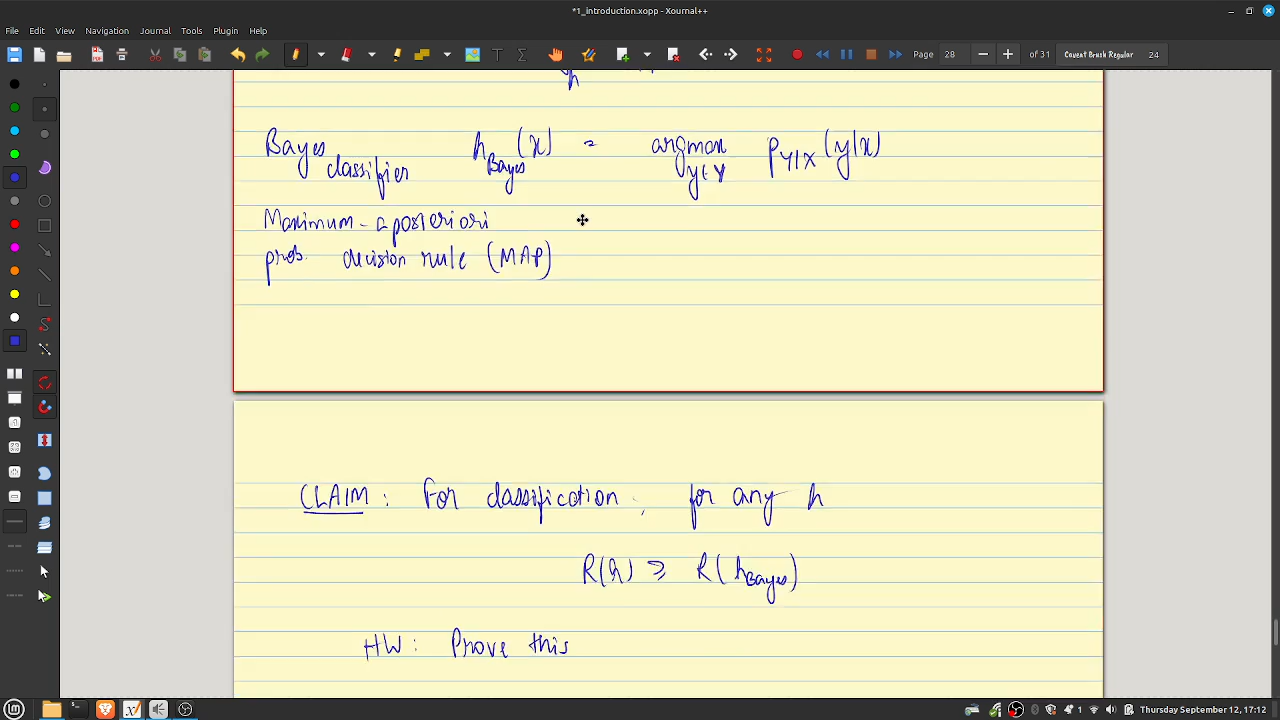 *1_introduction.xopp - Xournal++
File Edit View Navigation Journal Tools Plugin Help
Page 28 of 31 Caveat Brush Regular 24
h
Bayes classifier h_Bayes (x) = argmax_{y∈Y} p_{Y|X} (y|x)
Maximum - a posteriori
prob. decision rule (MAP)
CLAIM : For classification, for any h
R(h) ⩾ R(h_Bayes)
HW : Prove this
1 Thursday September 12, 17:12